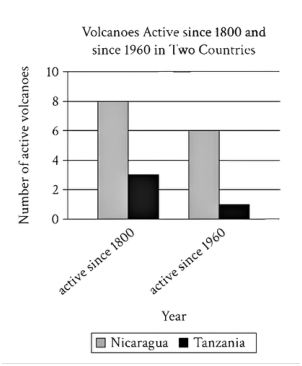 Volcanoes Active since 1800 and
since 1960 in Two Countries
Number of active volcanoes
10
8
6
4
2
0
active since 1800
active since 1960
Year
Nicaragua
Tanzania